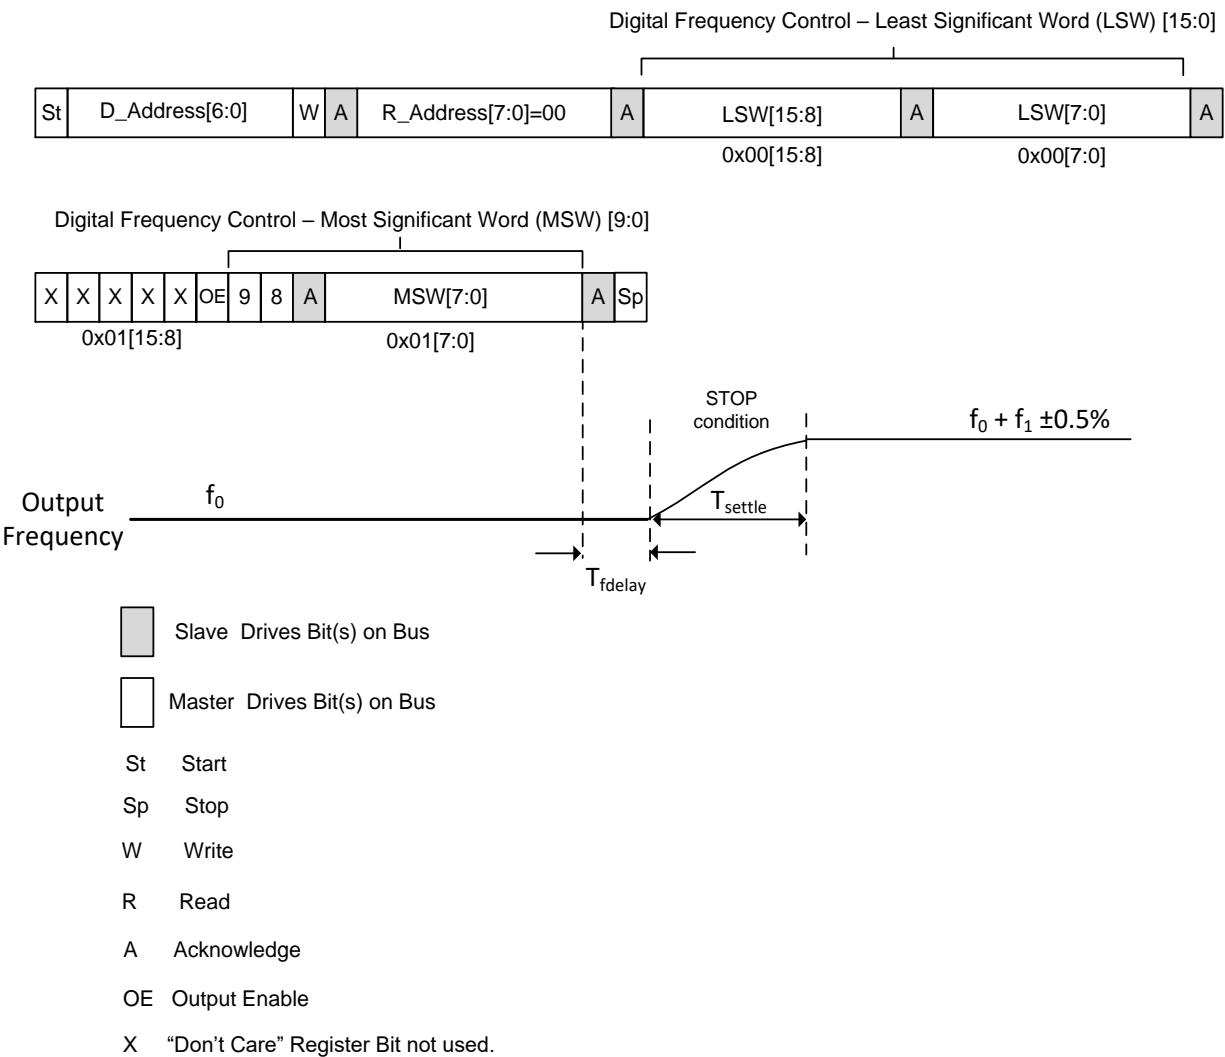 Digital Frequency Control – Least Significant Word (LSW) [15:0]
St D_Address[6:0] W A R_Address[7:0]=00 A LSW[15:8] A LSW[7:0] A
0x00[15:8] 0x00[7:0]
Digital Frequency Control – Most Significant Word (MSW) [9:0]
X X X X X OE 9 8 A MSW[7:0] A Sp
0x01[15:8] 0x01[7:0]
STOP
condition
f0 + f1 ±0.5%
Output
Frequency
f0
Tsettle
Tfdelay
Slave Drives Bit(s) on Bus
Master Drives Bit(s) on Bus
St Start
Sp Stop
W Write
R Read
A Acknowledge
OE Output Enable
X “Don’t Care” Register Bit not used.